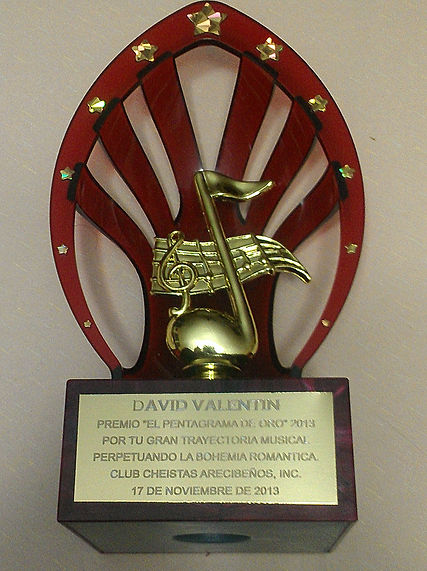 DAVID VALENTIN
PREMIO "EL PENTAGRAMA DE ORO" 2013
POR TU GRAN TRAYECTORIA MUSICAL
PERPETUANDO LA BOHEMIA ROMANTICA.
CLUB CHEISTAS ARECIBEÑOS, INC.
17 DE NOVIEMBRE DE 2013